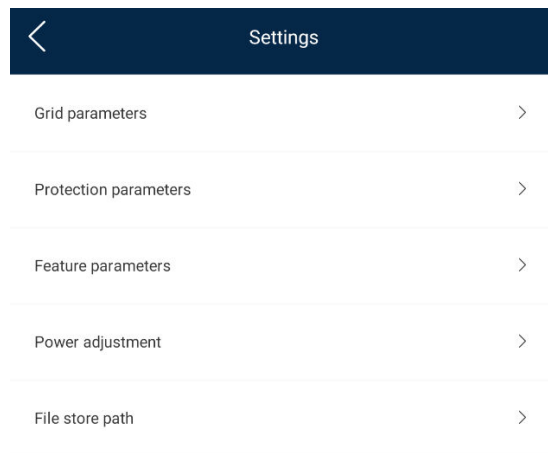 Settings
Grid parameters
Protection parameters
Feature parameters
Power adjustment
File store path